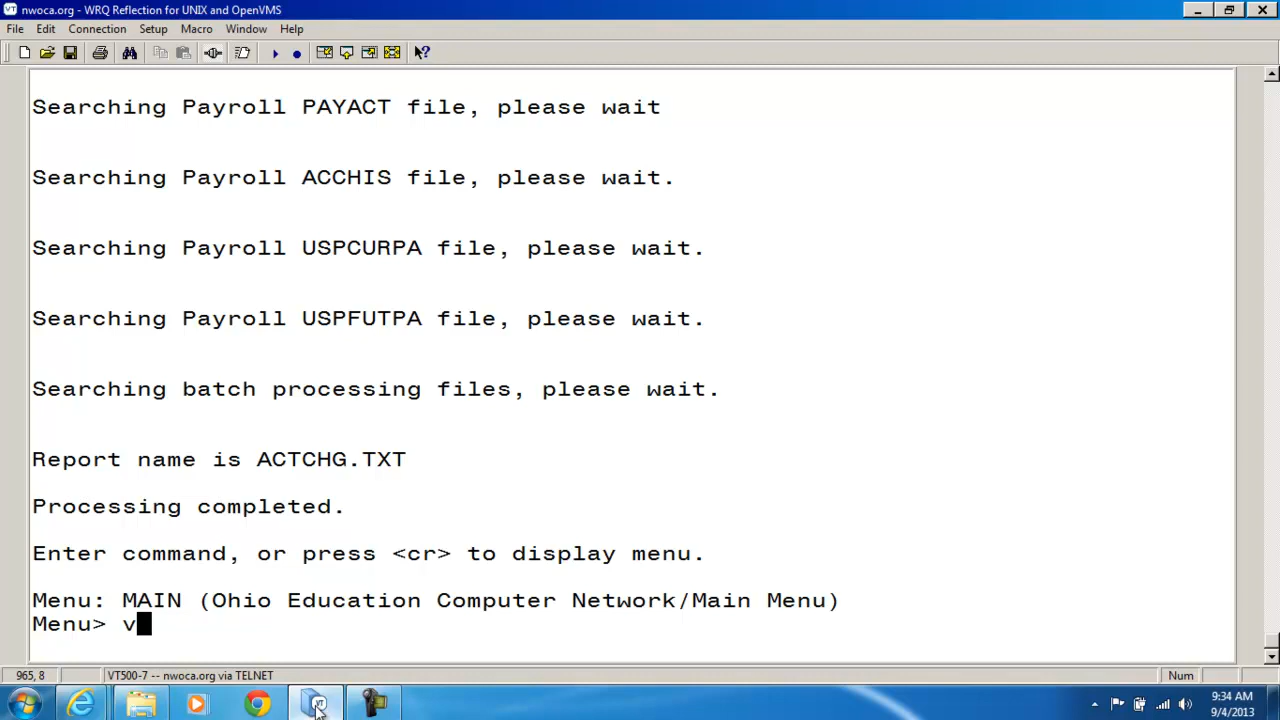 nwoca.org - WRQ Reflection for UNIX and OpenVMS
File Edit Connection Setup Macro Window Help
Searching Payroll PAYACT file, please wait
Searching Payroll ACCHIS file, please wait.
Searching Payroll USPCURPA file, please wait.
Searching Payroll USPFUTPA file, please wait.
Searching batch processing files, please wait.
Report name is ACTCHG.TXT
Processing completed.
Enter command, or press <cr> to display menu.
Menu: MAIN (Ohio Education Computer Network/Main Menu)
Menu> v
965, 8 VT500-7 -- nwoca.org via TELNET Num
9:34 AM
9/4/2013